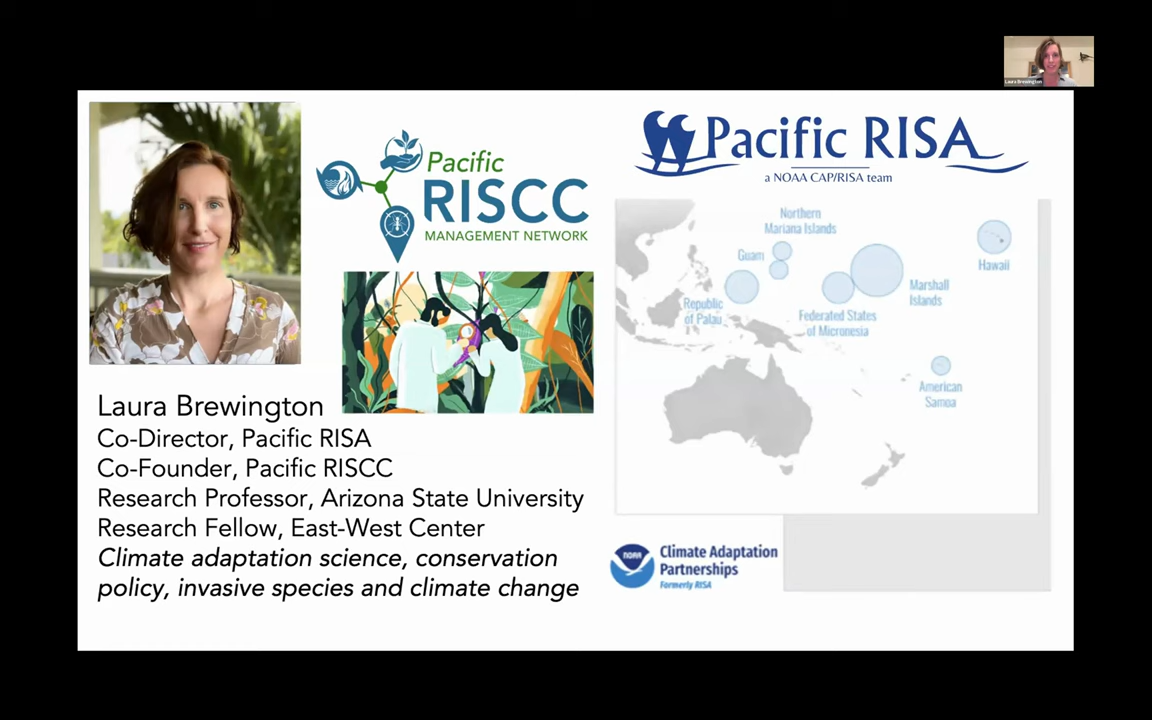 Laura Brewington
Pacific
RISCC
MANAGEMENT NETWORK
Laura Brewington
Co-Director, Pacific RISA
Co-Founder, Pacific RISCC
Research Professor, Arizona State University
Research Fellow, East-West Center
Climate adaptation science, conservation
policy, invasive species and climate change
Pacific RISA
a NOAA CAP/RISA team
Northern
Mariana Islands
Guam
Hawaii
Republic
of Palau
Marshall
Islands
Federated States
of Micronesia
American
Samoa
NOAA
Climate Adaptation
Partnerships
Formerly RISA